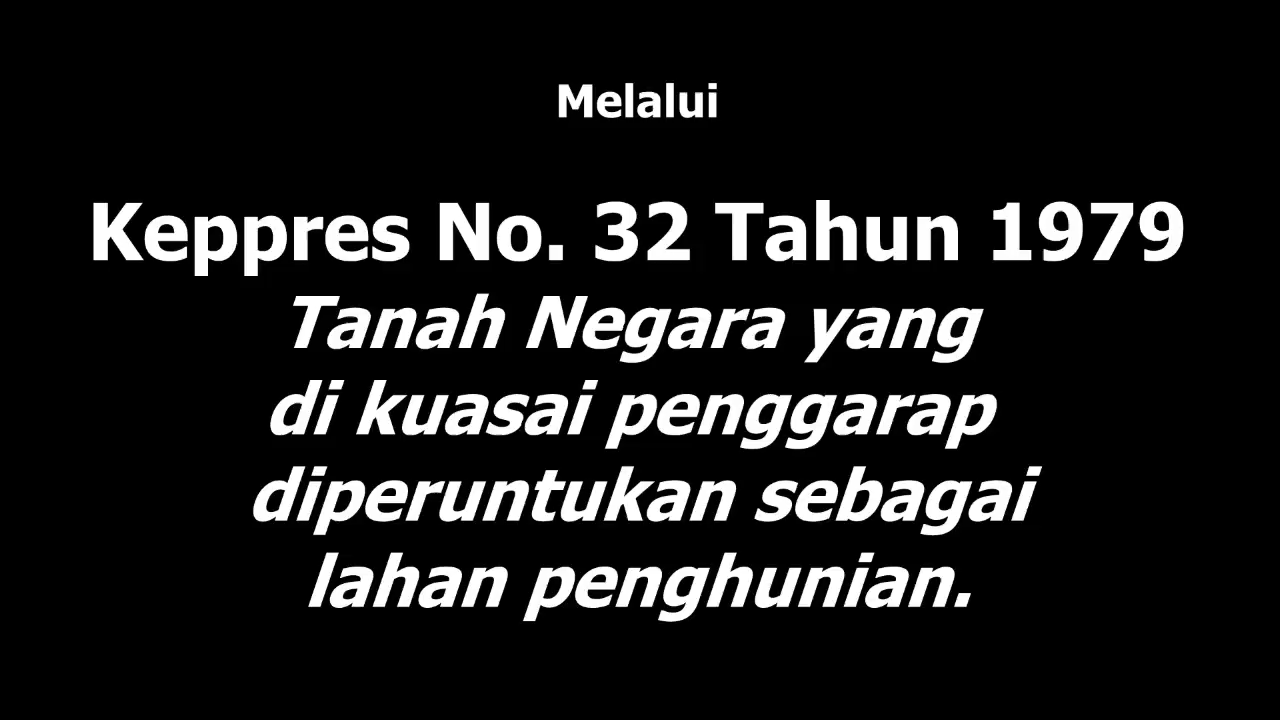 Melalui
Keppres No. 32 Tahun 1979
Tanah Negara yang
di kuasai penggarap
diperuntukan sebagai
lahan penghunian.